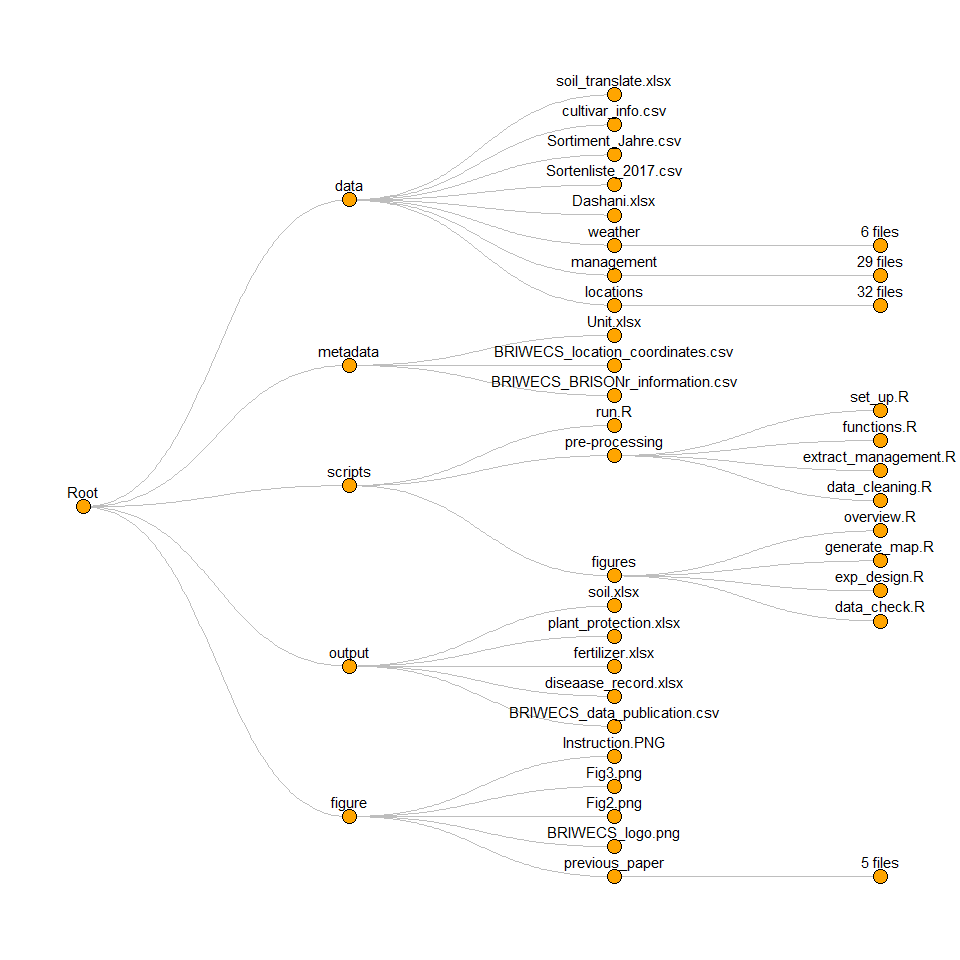 soil_translate.xlsx
cultivar_info.csv
Sortiment_Jahre.csv
data
Sortenliste_2017.csv
Dashani.xlsx
weather
6 files
management
29 files
locations
32 files
Unit.xlsx
metadata
BRIWECS_location_coordinates.csv
BRIWECS_BRISONr_information.csv
set_up.R
run.R
functions.R
pre-processing
extract_management.R
scripts
data_cleaning.R
Root
overview.R
generate_map.R
figures
exp_design.R
soil.xlsx
data_check.R
plant_protection.xlsx
output
fertilizer.xlsx
diseaase_record.xlsx
BRIWECS_data_publication.csv
Instruction.PNG
Fig3.png
figure
Fig2.png
BRIWECS_logo.png
previous_paper
5 files